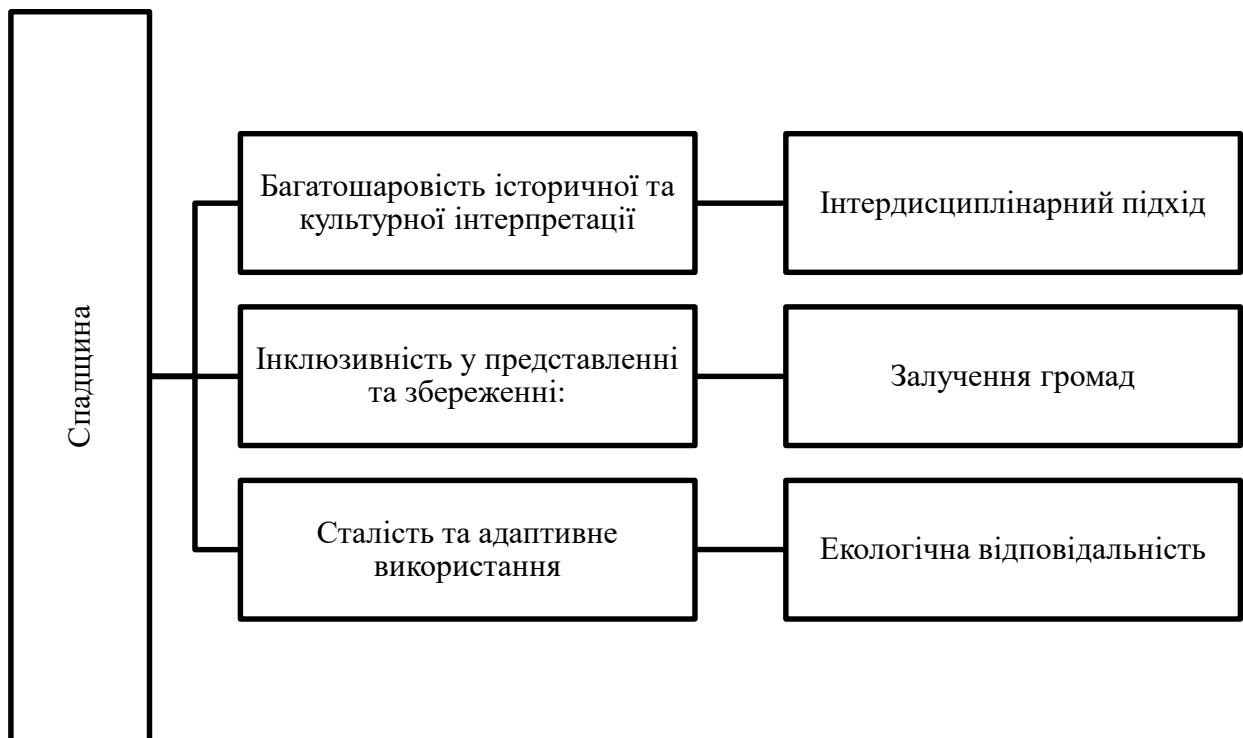 Спадщина
Багатошаровість історичної та
культурної інтерпретації
Інтердисциплінарний підхід
Інклюзивність у представленні
та збереженні:
Залучення громад
Сталість та адаптивне
використання
Екологічна відповідальність